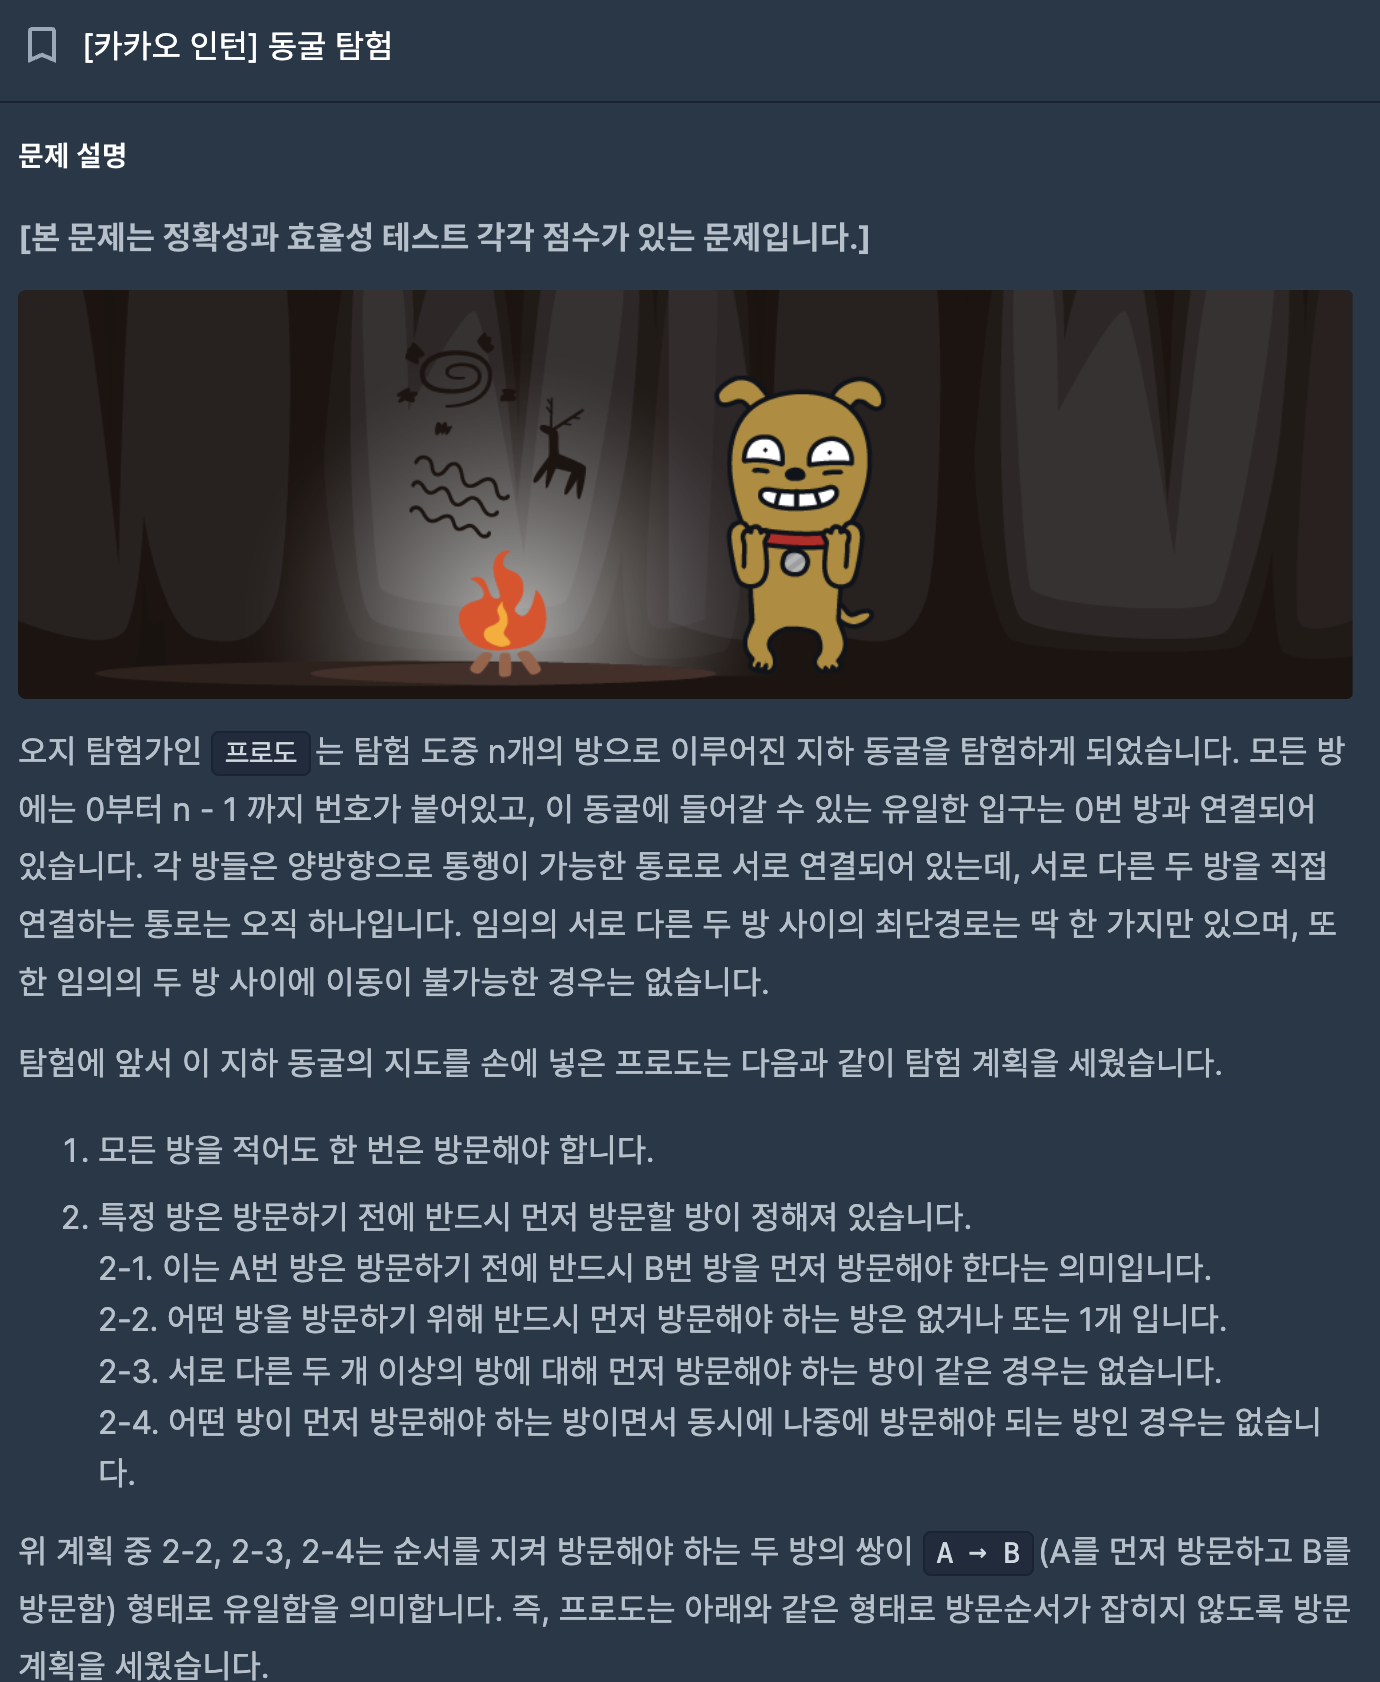 [카카오 인턴] 동굴 탐험
문제 설명
[본 문제는 정확성과 효율성 테스트 각각 점수가 있는 문제입니다.]
오지 탐험가인 프로도는 탐험 도중 n개의 방으로 이루어진 지하 동굴을 탐험하게 되었습니다. 모든 방
에는 0부터 n - 1 까지 번호가 붙어있고, 이 동굴에 들어갈 수 있는 유일한 입구는 0번 방과 연결되어
있습니다. 각 방들은 양방향으로 통행이 가능한 통로로 서로 연결되어 있는데, 서로 다른 두 방을 직접
연결하는 통로는 오직 하나입니다. 임의의 서로 다른 두 방 사이의 최단경로는 딱 한 가지만 있으며, 또
한 임의의 두 방 사이에 이동이 불가능한 경우는 없습니다.
탐험에 앞서 이 지하 동굴의 지도를 손에 넣은 프로도는 다음과 같이 탐험 계획을 세웠습니다.
1. 모든 방을 적어도 한 번은 방문해야 합니다.
2. 특정 방은 방문하기 전에 반드시 먼저 방문할 방이 정해져 있습니다.
2-1. 이는 A번 방은 방문하기 전에 반드시 B번 방을 먼저 방문해야 한다는 의미입니다.
2-2. 어떤 방을 방문하기 위해 반드시 먼저 방문해야 하는 방은 없거나 또는 1개 입니다.
2-3. 서로 다른 두 개 이상의 방에 대해 먼저 방문해야 하는 방이 같은 경우는 없습니다.
2-4. 어떤 방이 먼저 방문해야 하는 방이면서 동시에 나중에 방문해야 되는 방인 경우는 없습니
다.
위 계획 중 2-2, 2-3, 2-4는 순서를 지켜 방문해야 하는 두 방의 쌍이 A → B(A를 먼저 방문하고 B를
방문함) 형태로 유일함을 의미합니다. 즉, 프로도는 아래와 같은 형태로 방문순서가 잡히지 않도록 방문
계획을 세웠습니다.